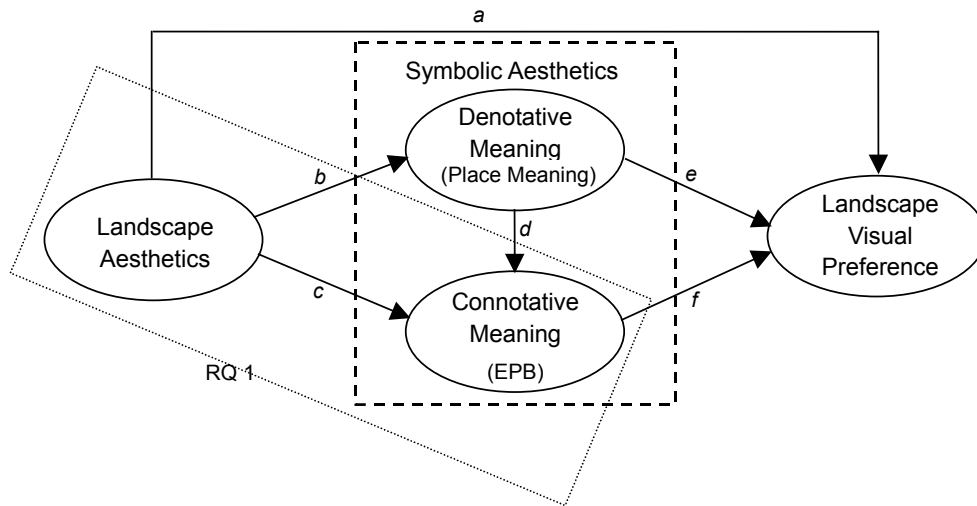 a
Symbolic Aesthetics
Denotative
Meaning
(Place Meaning)
b
e
Landscape
Aesthetics
Landscape
Visual
Preference
d
c
Connotative
Meaning
(EPB)
f
RQ 1